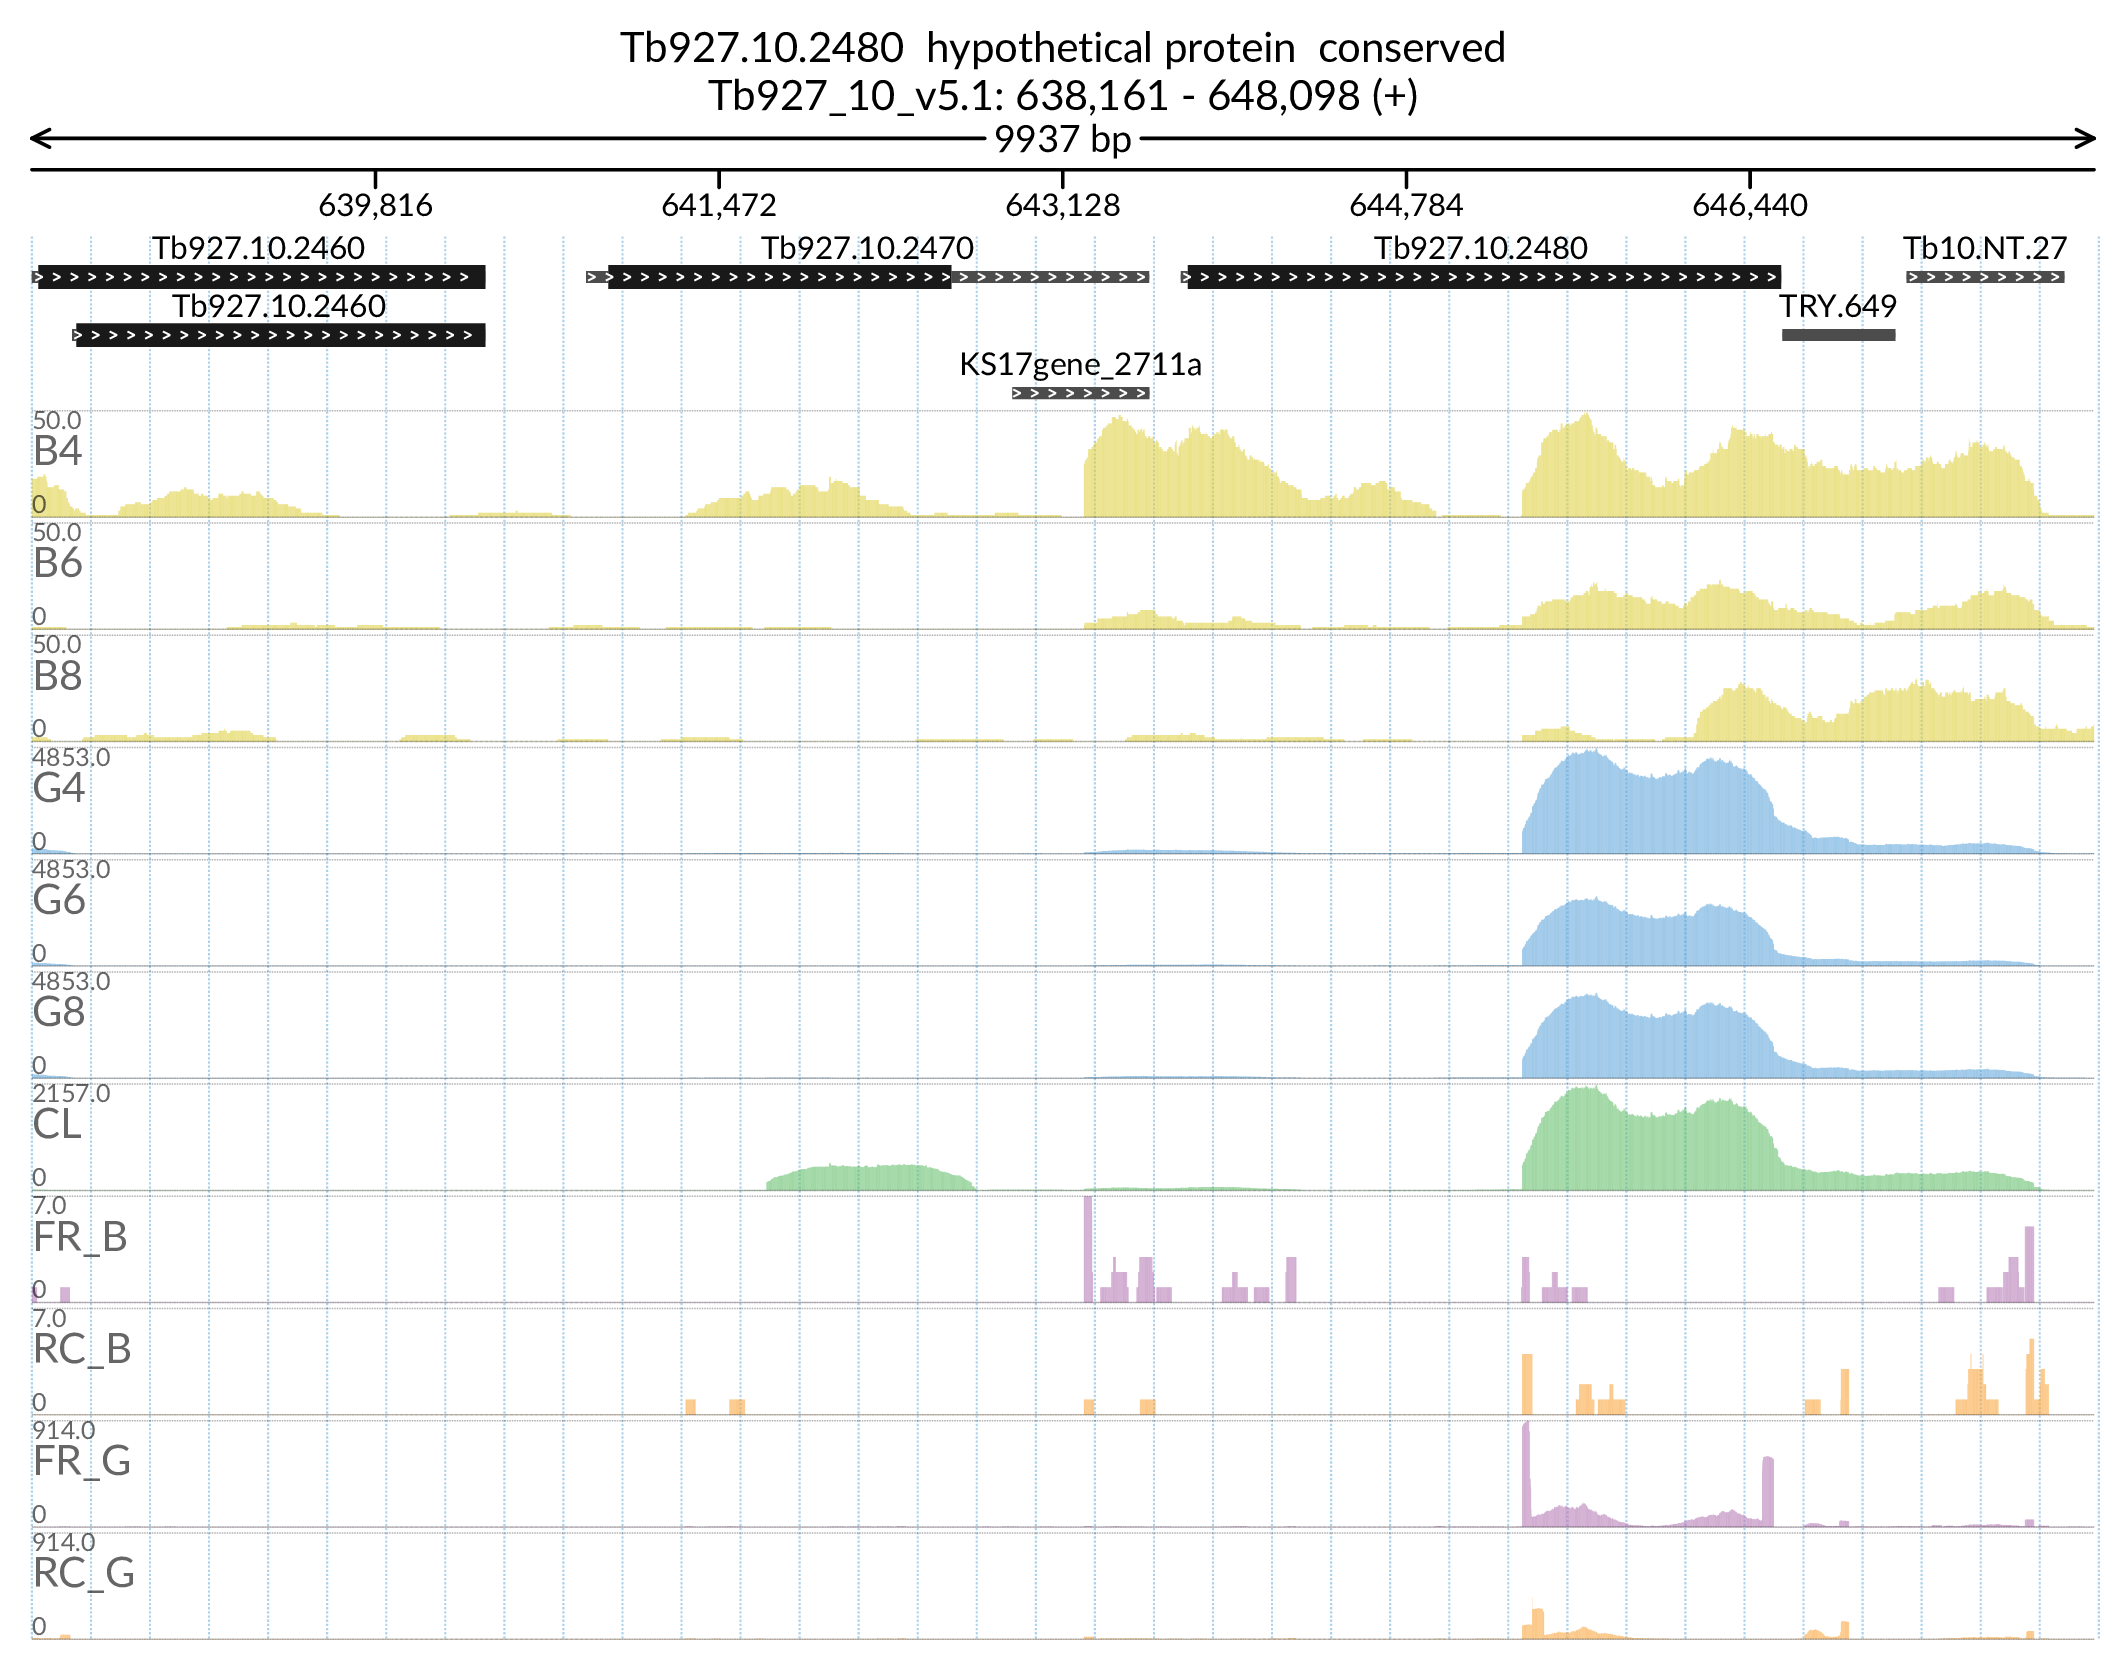 Tb927.10.2480 hypothetical protein conserved
Tb927_10_v5.1: 638,161 - 648,098 (+)
9937 bp
639,816 641,472 643,128 644,784 646,440
Tb927.10.2460 Tb927.10.2470 Tb927.10.2480 Tb10.NT.27
Tb927.10.2460 TRY.649
KS17gene_2711a
50.0
B4
0
50.0
B6
0
50.0
B8
0
4853.0
G4
0
4853.0
G6
0
4853.0
G8
0
2157.0
CL
0
7.0
FR_B
0
7.0
RC_B
0
914.0
FR_G
0
914.0
RC_G
0